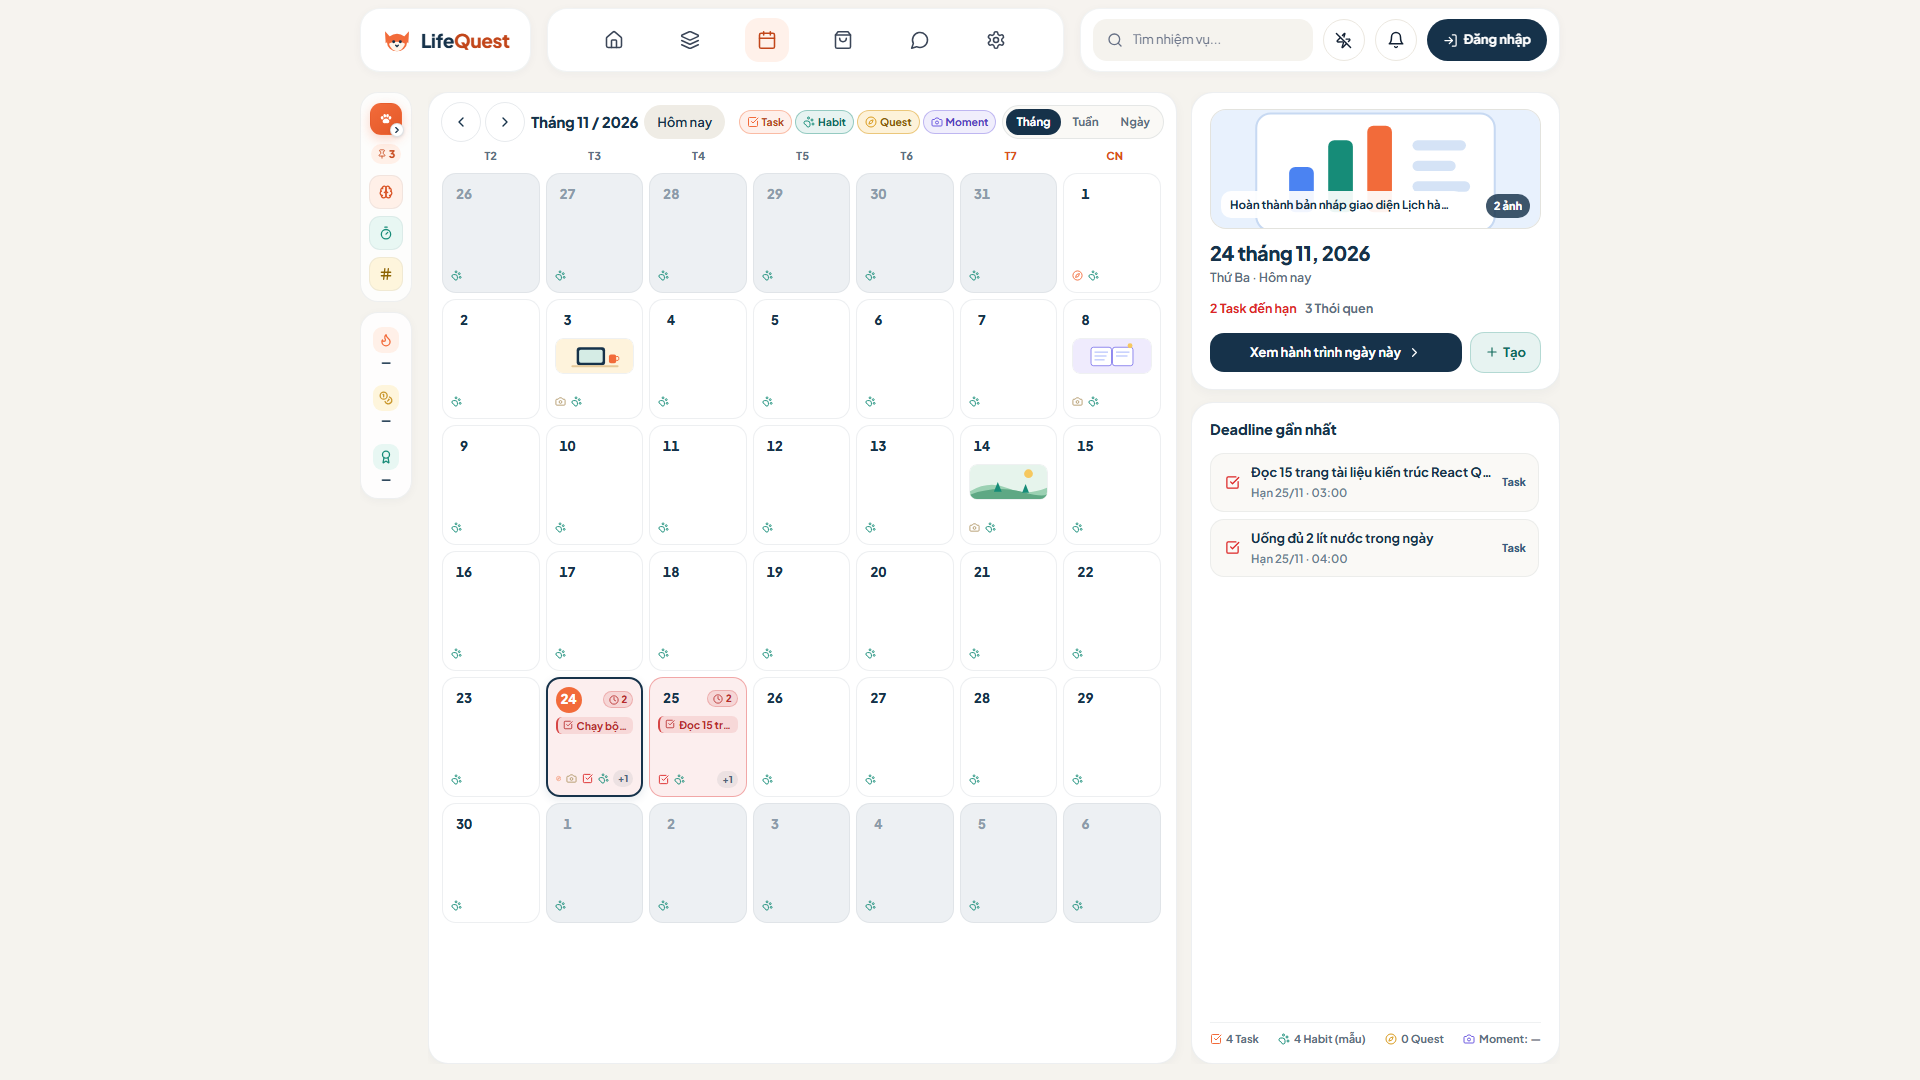 LifeQuest
Tìm nhiệm vụ...
Đăng nhập
3
–
–
–
Tháng 11 / 2026
Hôm nay
Task
Habit
Quest
Moment
Tháng
Tuần
Ngày
T2 T3 T4 T5 T6 T7 CN
26 27 28 29 30 31 1
2 3 4 5 6 7 8
9 10 11 12 13 14 15
16 17 18 19 20 21 22
23 24 2 25 2 26 27 28 29
Chạy bộ...
Đọc 15 tr...
+1
+1
30 1 2 3 4 5 6
Hoàn thành bản nháp giao diện Lịch hà...
2 ảnh
24 tháng 11, 2026
Thứ Ba · Hôm nay
2 Task đến hạn 3 Thói quen
Xem hành trình ngày này
Tạo
Deadline gần nhất
Đọc 15 trang tài liệu kiến trúc React Q...
Hạn 25/11 · 03:00
Task
Uống đủ 2 lít nước trong ngày
Hạn 25/11 · 04:00
Task
4 Task
4 Habit (mẫu)
0 Quest
Moment: —